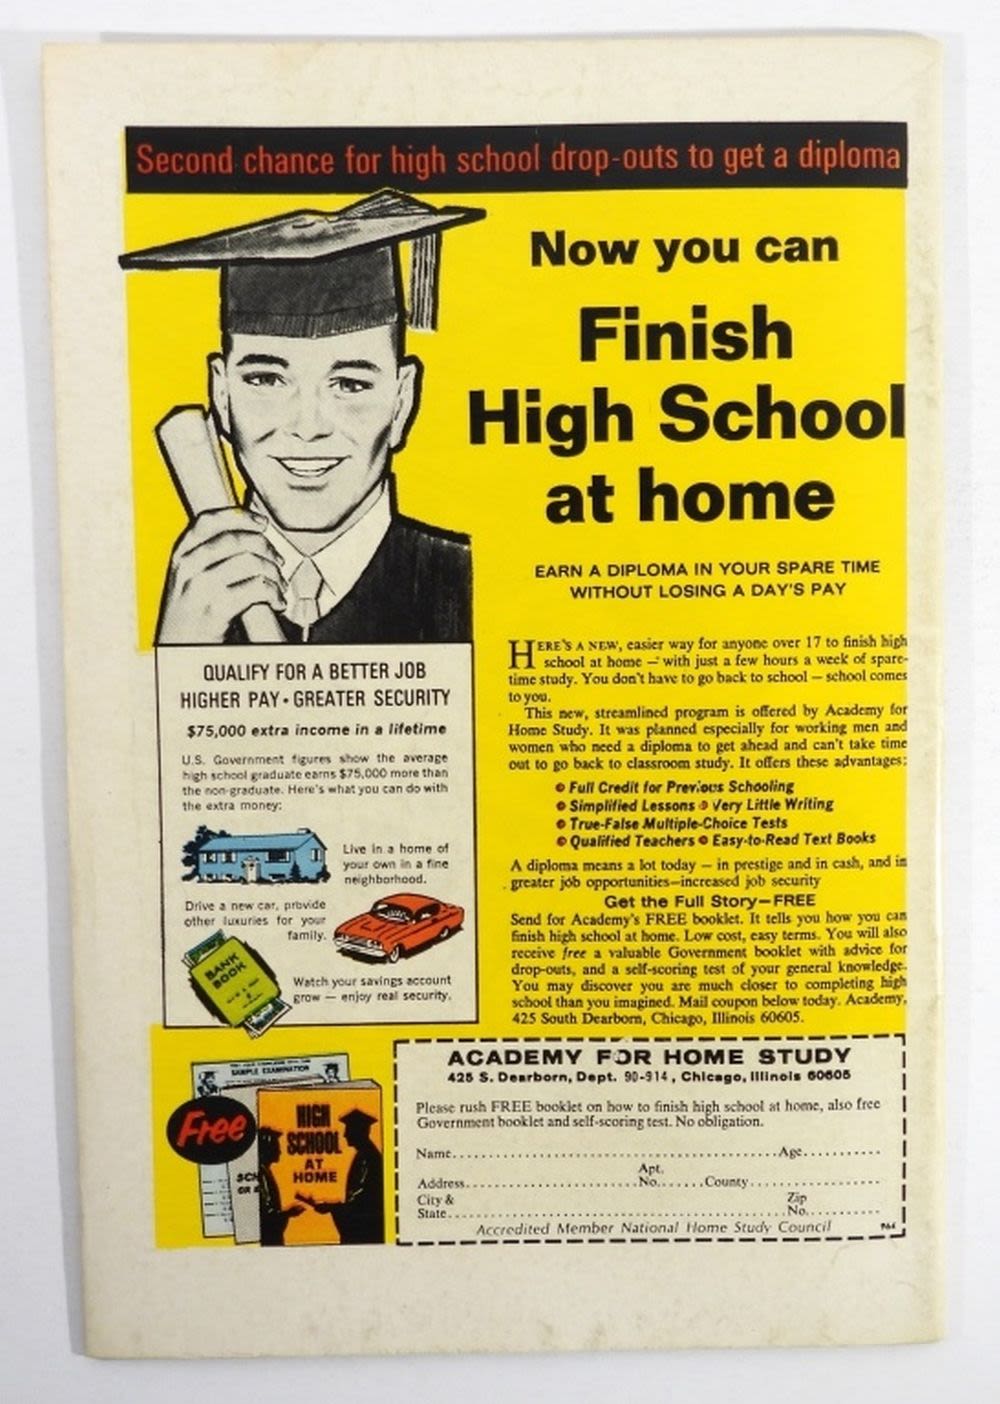 Second chance for high school drop-outs to get a diploma
Now you can
Finish
High School
at home
EARN A DIPLOMA IN YOUR SPARE TIME
WITHOUT LOSING A DAY'S PAY
HERE'S A NEW, easier way for anyone over 17 to finish high
school at home — with just a few hours a week of spare-
time study. You don't have to go back to school — school comes
to you.
This new, streamlined program is offered by Academy for
Home Study. It was planned especially for working men and
women who need a diploma to get ahead and can't take time
out to go back to classroom study. It offers these advantages:
Full Credit for Previous Schooling
Simplified Lessons Very Little Writing
True-False Multiple-Choice Tests
Qualified Teachers Easy-to-Read Text Books
A diploma means a lot today — in prestige and in cash, and in
greater job opportunities—increased job security
Get the Full Story—FREE
Send for Academy's FREE booklet. It tells you how you can
finish high school at home. Low cost, easy terms. You will also
receive free a valuable Government booklet with advice for
drop-outs, and a self-scoring test of your general knowledge.
You may discover you are much closer to completing high
school than you imagined. Mail coupon below today. Academy,
425 South Dearborn, Chicago, Illinois 60605.
QUALIFY FOR A BETTER JOB
HIGHER PAY • GREATER SECURITY
$75,000 extra income in a lifetime
U.S. Government figures show the average
high school graduate earns $75,000 more than
the non-graduate. Here's what you can do with
the extra money:
Live in a home of
your own in a fine
neighborhood.
Drive a new car, provide
other luxuries for your
family.
BANK
BOOK
Watch your savings account
grow — enjoy real security.
SAMPLE EXAMINATION
Free
SCH
OR
HIGH
SCHOOL
AT
HOME
ACADEMY FOR HOME STUDY
425 S. Dearborn, Dept. 90-914, Chicago, Illinois 60605
Please rush FREE booklet on how to finish high school at home, also free
Government booklet and self-scoring test. No obligation.
Name Age
Apt.
Address No. County
City & Zip
State No.
Accredited Member National Home Study Council